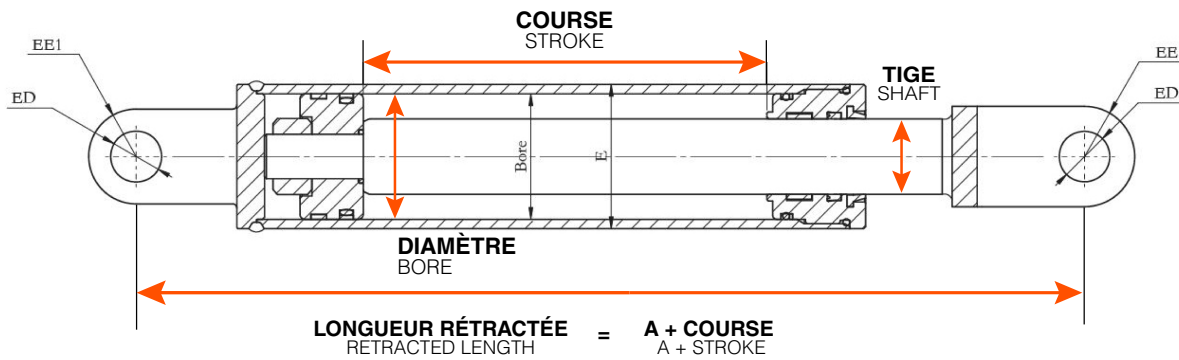 COURSE
STROKE
EE1
ED
TIGE
SHAFT
EE
ED
Bore
E
DIAMÈTRE
BORE
LONGUEUR RÉTRACTÉE = A + COURSE
RETRACTED LENGTH A + STROKE